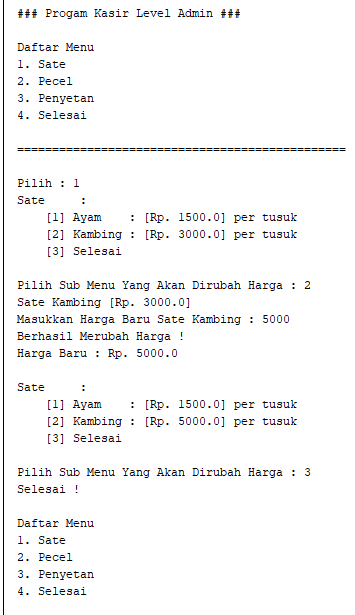 ### Progam Kasir Level Admin ###
Daftar Menu
1. Sate
2. Pecel
3. Penyetan
4. Selesai
===============================================
Pilih : 1
Sate     :
    [1] Ayam    : [Rp. 1500.0] per tusuk
    [2] Kambing : [Rp. 3000.0] per tusuk
    [3] Selesai
Pilih Sub Menu Yang Akan Dirubah Harga : 2
Sate Kambing [Rp. 3000.0]
Masukkan Harga Baru Sate Kambing : 5000
Berhasil Merubah Harga !
Harga Baru : Rp. 5000.0
Sate     :
    [1] Ayam    : [Rp. 1500.0] per tusuk
    [2] Kambing : [Rp. 5000.0] per tusuk
    [3] Selesai
Pilih Sub Menu Yang Akan Dirubah Harga : 3
Selesai !
Daftar Menu
1. Sate
2. Pecel
3. Penyetan
4. Selesai